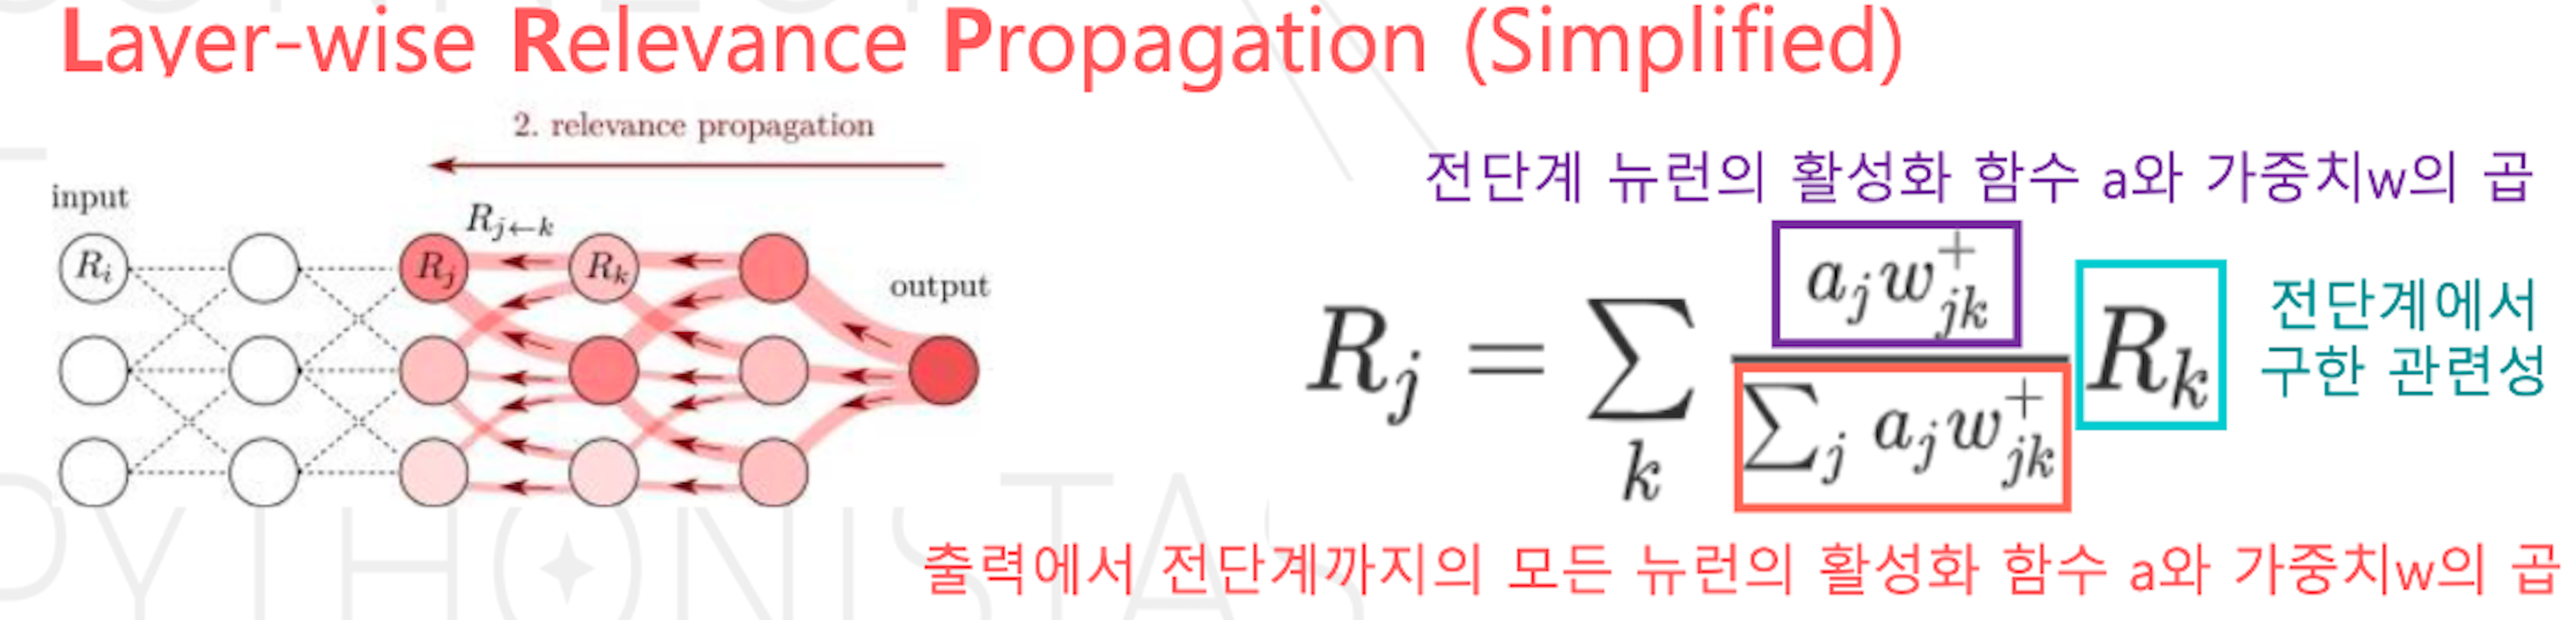 Layer-wise Relevance Propagation (Simplified)
2. relevance propagation
input
R_{j←k}
R_i
R_j
R_k
output
전단계 뉴런의 활성화 함수 a와 가중치w의 곱
R_j = \sum_k \frac{a_j w_{jk}^+}{\sum_j a_j w_{jk}^+} R_k
전단계에서
구한 관련성
출력에서 전단계까지의 모든 뉴런의 활성화 함수 a와 가중치w의 곱
PYTHONISTAS